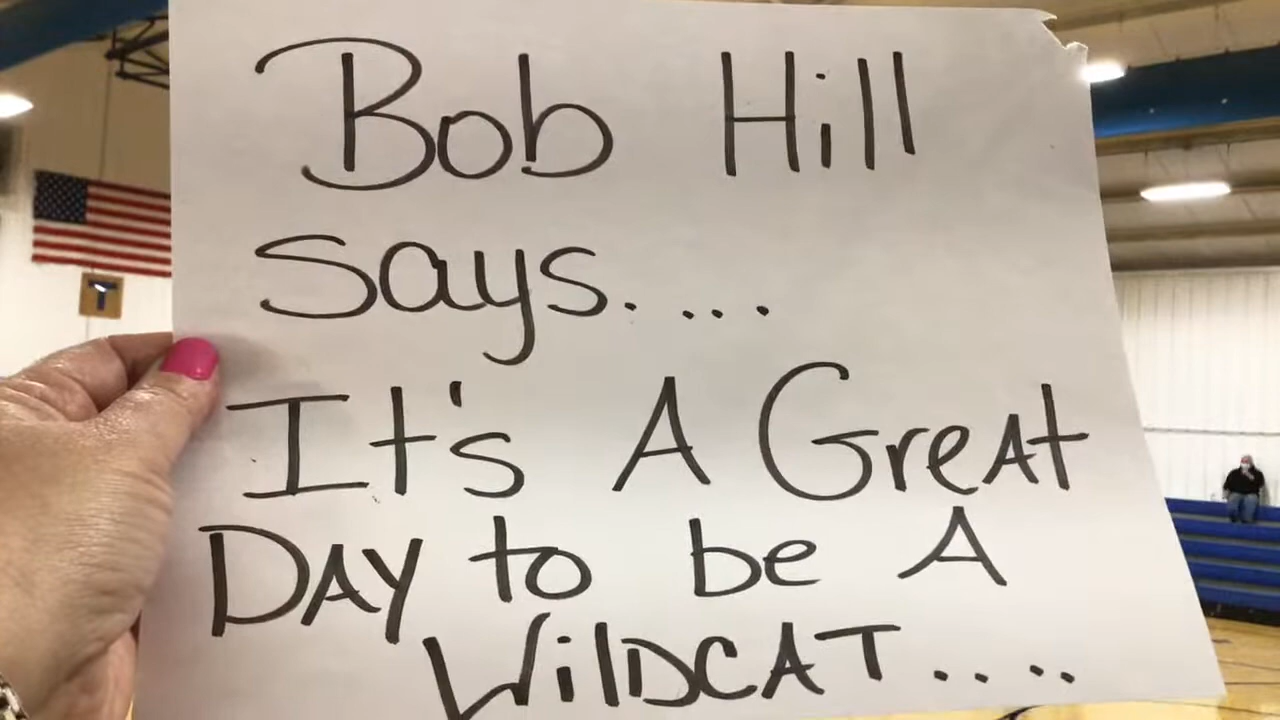 Bob Hill
says....
It's A Great
DAY to be A
WilDCAT....
T